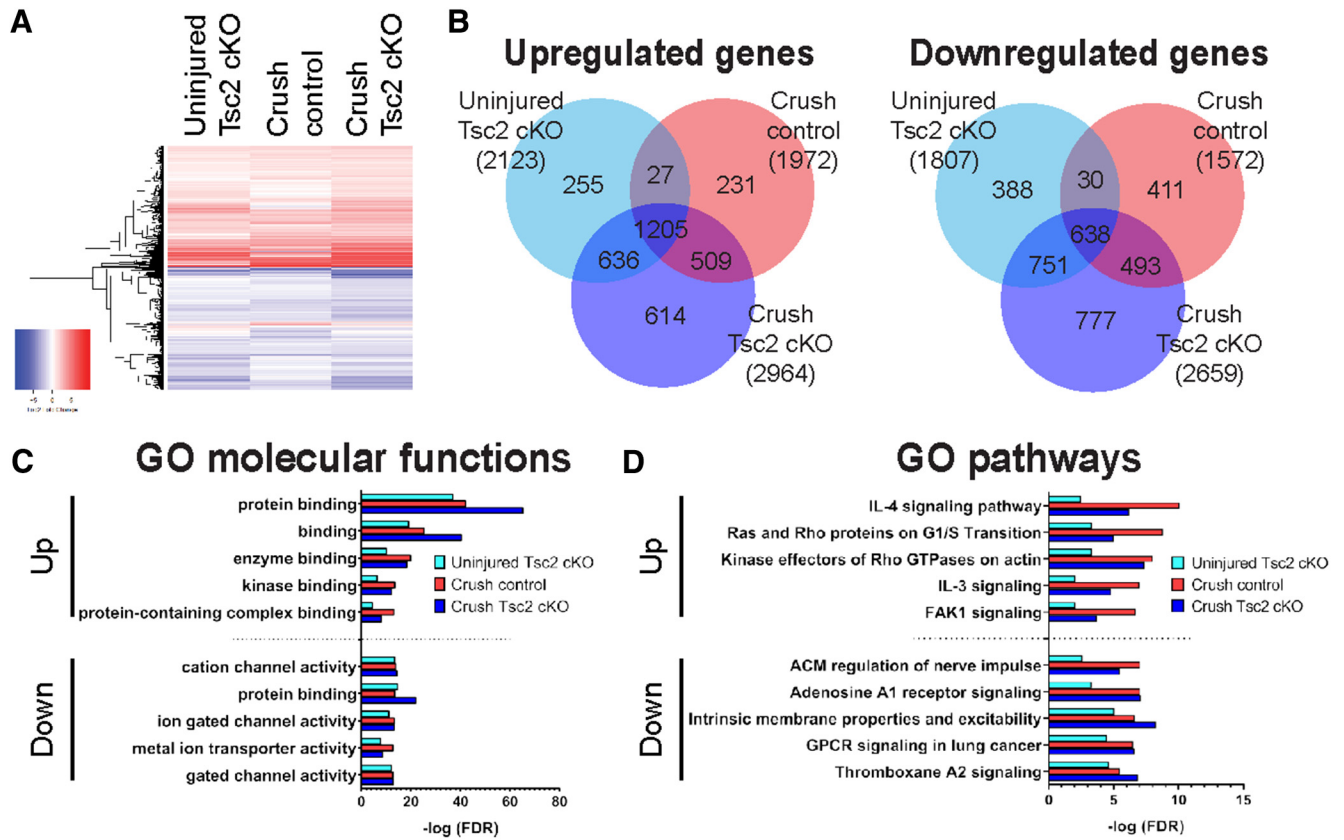 A
Uninjured
Tsc2 cKO
Crush
control
Crush
Tsc2 cKO
-5 0 5
B
Upregulated genes
Uninjured
Tsc2 cKO
(2123)
Crush
control
(1972)
255
27
231
1205
636
509
614
Crush
Tsc2 cKO
(2964)
Downregulated genes
Uninjured
Tsc2 cKO
(1807)
Crush
control
(1572)
388
30
411
638
751
493
777
Crush
Tsc2 cKO
(2659)
C
GO molecular functions
Up
protein binding
binding
enzyme binding
kinase binding
protein-containing complex binding
Down
cation channel activity
protein binding
ion gated channel activity
metal ion transporter activity
gated channel activity
Uninjured Tsc2 cKO
Crush control
Crush Tsc2 cKO
0 20 40 60 80
-log (FDR)
D
GO pathways
Up
IL-4 signaling pathway
Ras and Rho proteins on G1/S Transition
Kinase effectors of Rho GTPases on actin
IL-3 signaling
FAK1 signaling
Down
ACM regulation of nerve impulse
Adenosine A1 receptor signaling
Intrinsic membrane properties and excitability
GPCR signaling in lung cancer
Thromboxane A2 signaling
Uninjured Tsc2 cKO
Crush control
Crush Tsc2 cKO
0 5 10 15
-log (FDR)